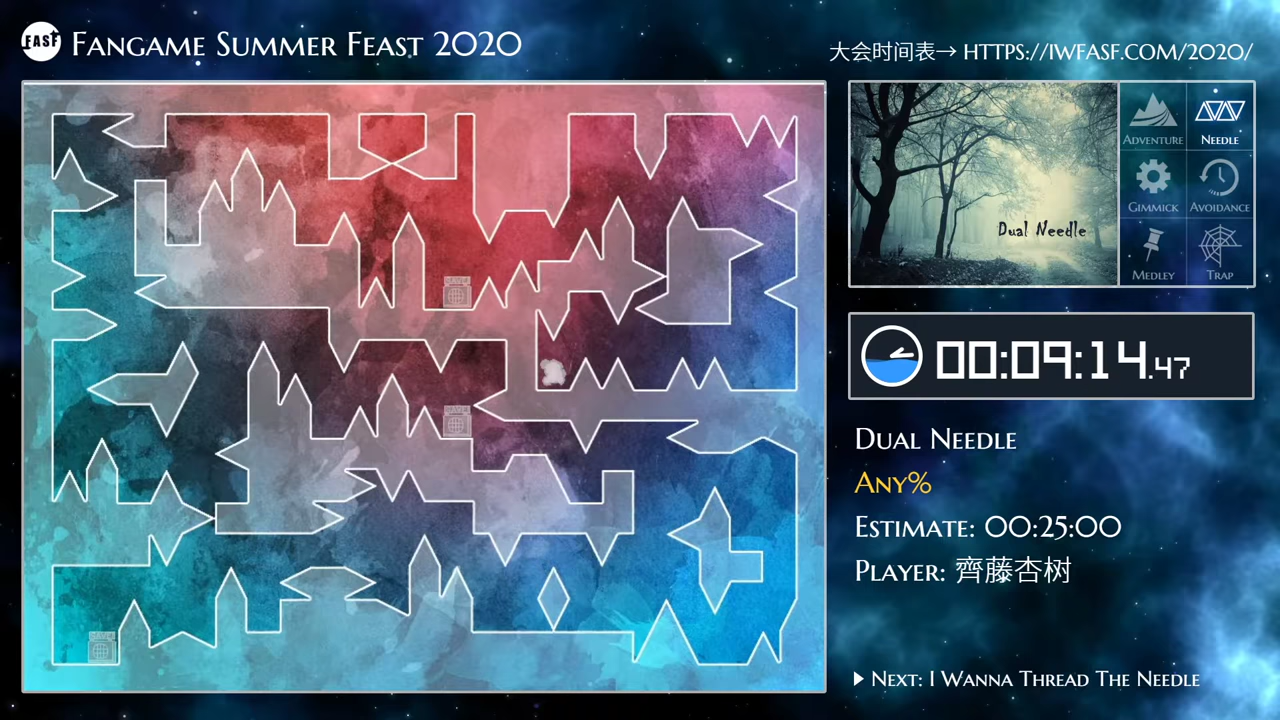 FASF FANGAME SUMMER FEAST 2020
大会时间表→ HTTPS://IWFASF.COM/2020/
Dual Needle
ADVENTURE NEEDLE
GIMMICK AVOIDANCE
MEDLEY TRAP
00:09:14.47
DUAL NEEDLE
ANY%
ESTIMATE: 00:25:00
PLAYER: 齊藤杏树
NEXT: I WANNA THREAD THE NEEDLE